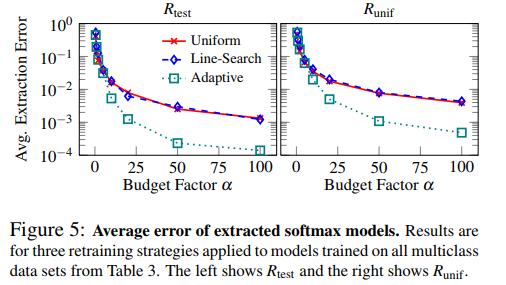 R_test
R_unif
10^0
10^−1
10^−2
10^−3
10^−4
Avg. Extraction Error
Uniform
Line-Search
Adaptive
0 25 50 75 100
0 25 50 75 100
Budget Factor α
Budget Factor α
Figure 5: Average error of extracted softmax models. Results are
for three retraining strategies applied to models trained on all multiclass
data sets from Table 3. The left shows R_test and the right shows R_unif.